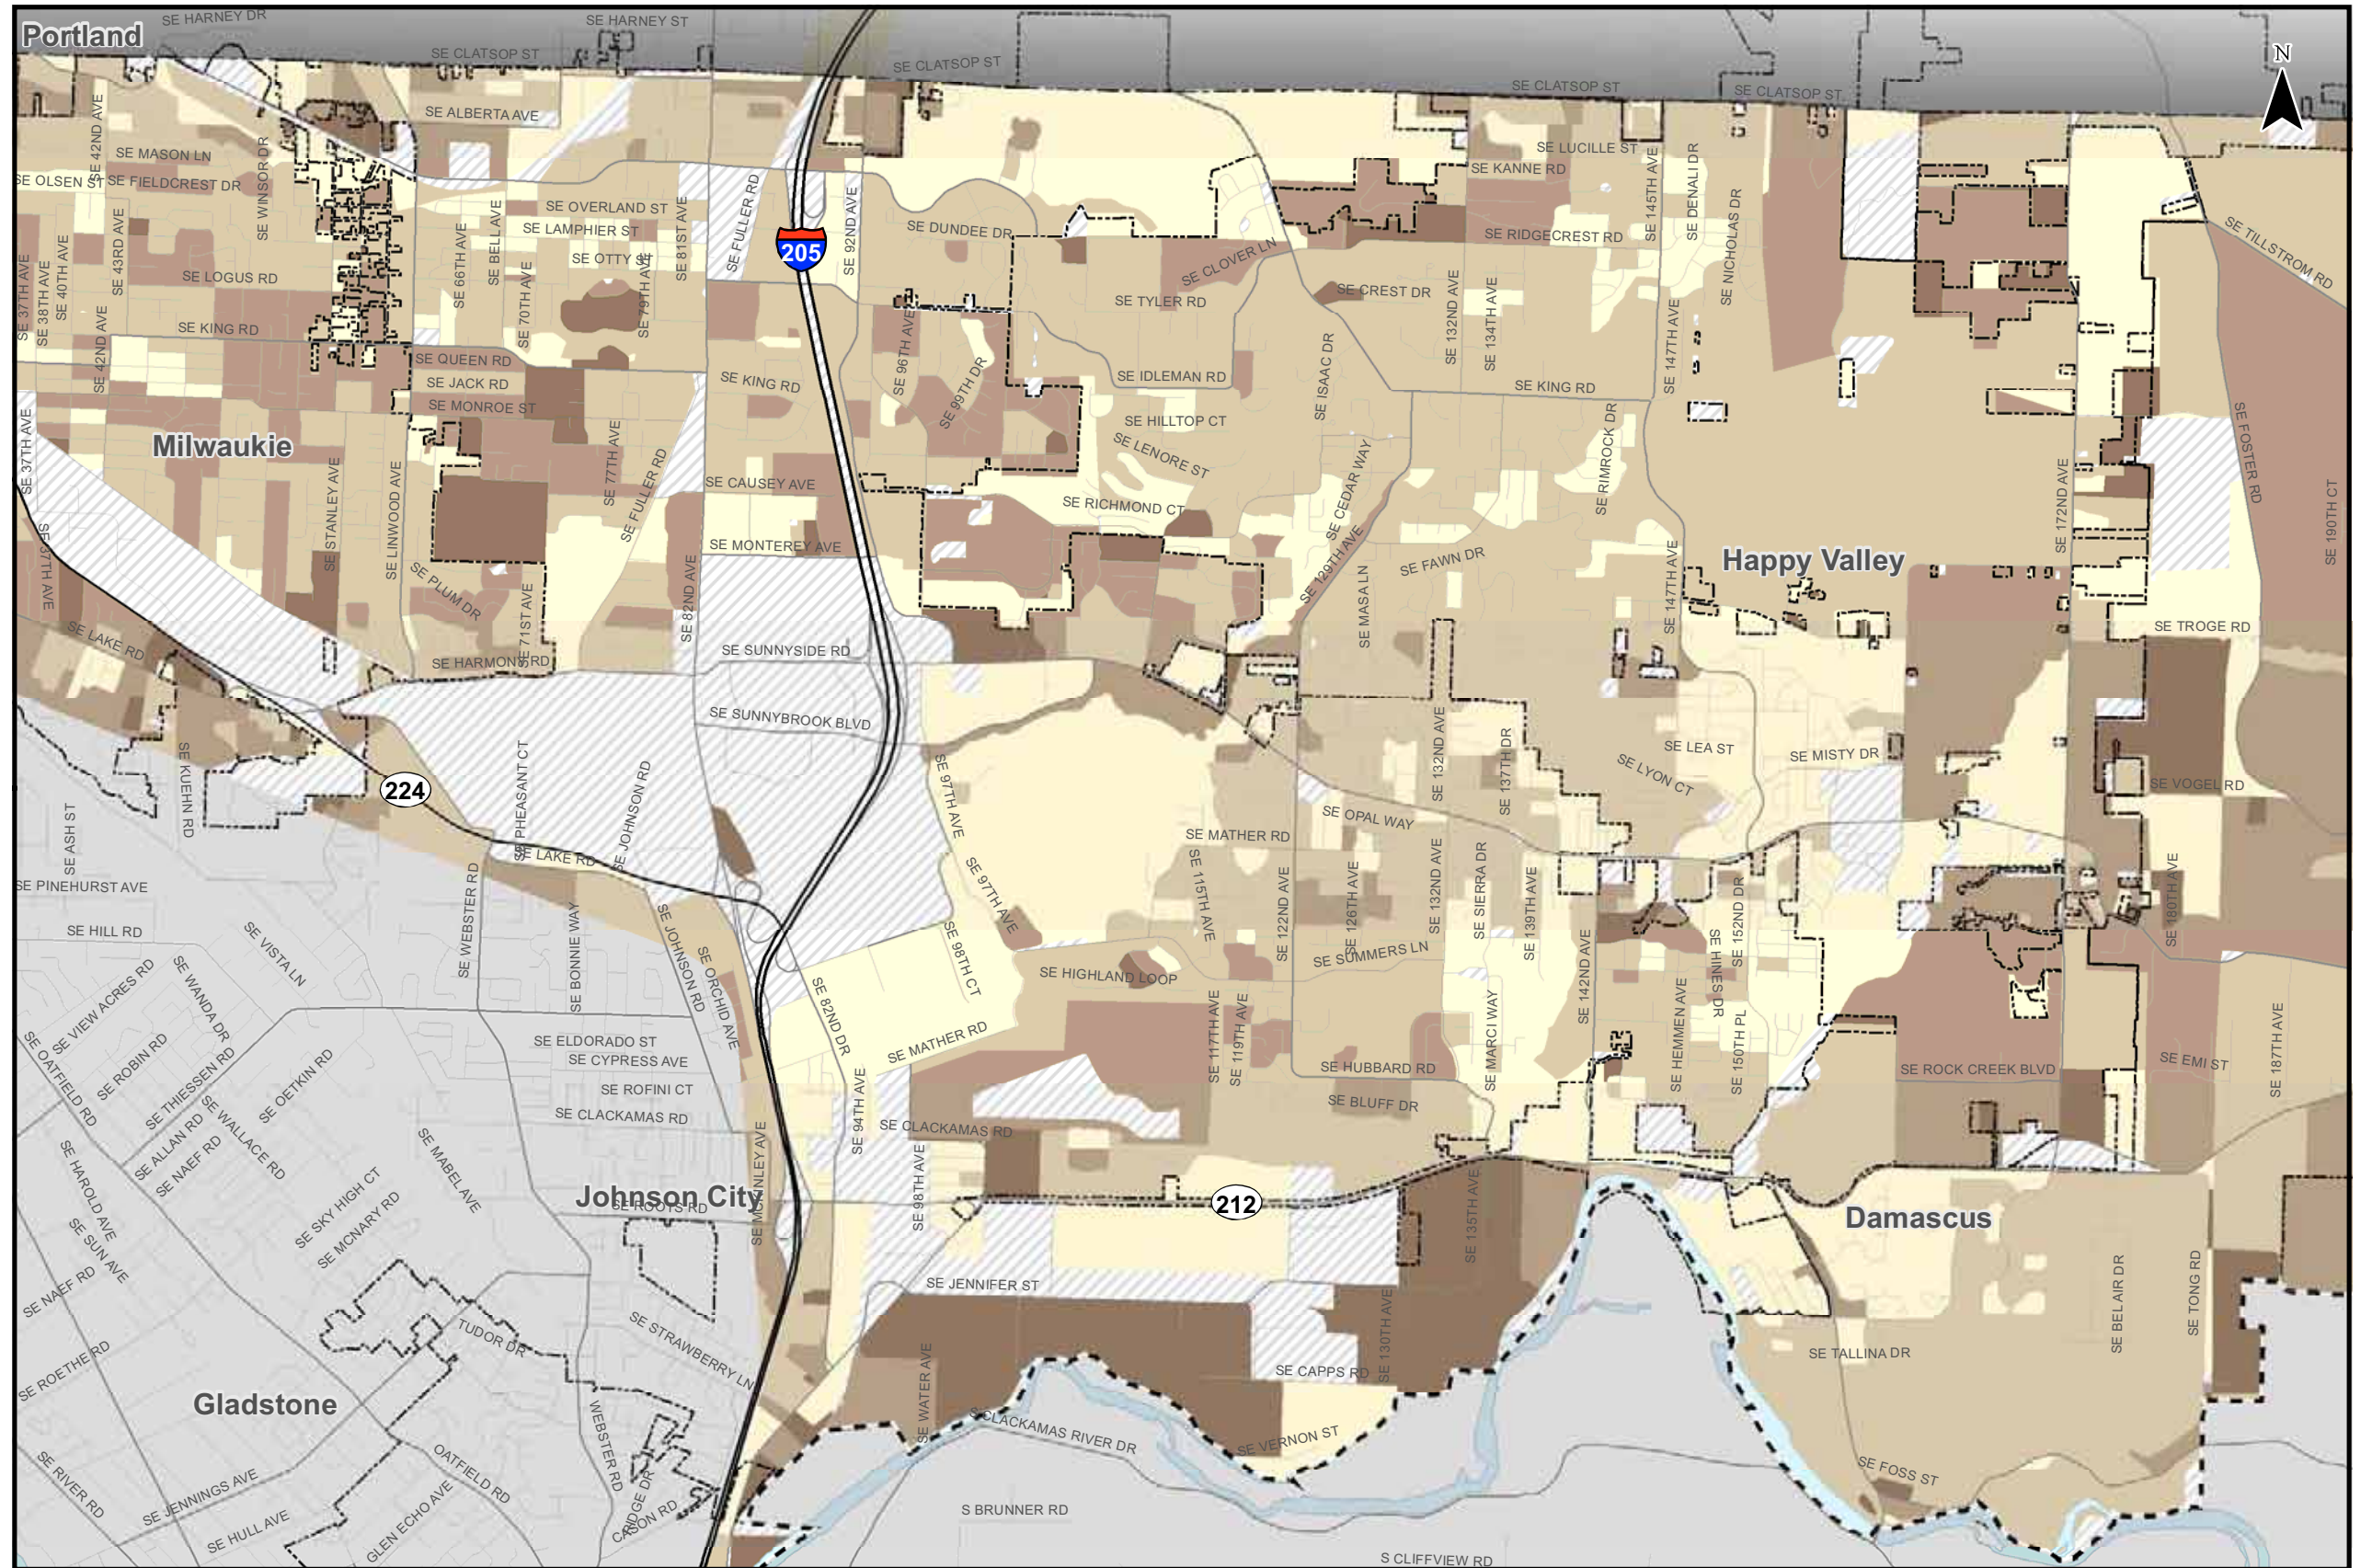 SE HARNEY DR
SE HARNEY ST
Portland
N
SE CLATSOP ST
SE CLATSOP ST
SE CLATSOP ST
SE CLATSOP ST
SE 42ND AVE
SE ALBERTA AVE
SE MASON LN
SE LUCILLE ST
SE KANNE RD
SE OLSEN ST
SE FIELDCREST DR
SE WINSOR DR
SE FULLER RD
SE 92ND AVE
SE 145TH AVE
SE DENALI DR
SE NICHOLAS DR
SE OVERLAND ST
SE LAMPHIER ST
SE DUNDEE DR
SE RIDGECREST RD
SE TILLSTROM RD
SE 43RD AVE
SE 66TH AVE
SE BELL AVE
SE 81ST AVE
205
SE OTTY ST
SE CLOVER LN
SE 37TH AVE
SE 38TH AVE
SE 40TH AVE
SE LOGUS RD
SE 70TH AVE
SE 79TH AVE
SE TYLER RD
SE CREST DR
SE 132ND AVE
SE 134TH AVE
SE KING RD
SE 42ND AVE
SE QUEEN RD
SE 96TH AVE
SE 99TH DR
SE ISAAC DR
SE 147TH AVE
SE JACK RD
SE KING RD
SE IDLEMAN RD
SE KING RD
SE MONROE ST
SE HILLTOP CT
SE RIMROCK DR
SE FOSTER RD
SE 37TH AVE
Milwaukie
SE 77TH AVE
SE LENORE ST
SE CEDAR WAY
SE STANLEY AVE
SE LINWOOD AVE
SE FULLER RD
SE CAUSEY AVE
SE RICHMOND CT
SE 172ND AVE
SE 190TH CT
SE 37TH AVE
SE MONTEREY AVE
SE 129TH AVE
SE FAWN DR
Happy Valley
SE PLUM DR
SE 71ST AVE
SE 82ND AVE
SE MASA LN
SE 147TH AVE
SE LAKE RD
SE TROGE RD
SE HARMONS RD
SE SUNNYSIDE RD
SE SUNNYBROOK BLVD
SE KUEHN RD
SE PHEASANT CT
SE JOHNSON RD
SE 97TH AVE
SE 132ND AVE
SE 137TH DR
SE LEA ST
SE MISTY DR
SE LYON CT
SE VOGEL RD
224
SE ASH ST
SE OPAL WAY
SE MATHER RD
SE LAKE RD
SE PINEHURST AVE
SE WEBSTER RD
SE 97TH AVE
SE 115TH AVE
SE 122ND AVE
SE 126TH AVE
SE 132ND AVE
SE SIERRA DR
SE 139TH AVE
SE 152ND DR
SE 180TH AVE
SE HILL RD
SE VISTA LN
SE BONNIE WAY
SE JOHNSON RD
SE ORCHID AVE
SE 98TH CT
SE SUMMERS LN
SE 142ND AVE
SE HINES DR
SE VIEW ACRES RD
SE WANDA DR
SE HIGHLAND LOOP
SE 82ND DR
SE HEMMEN AVE
SE 150TH PL
SE 117TH AVE
SE 119TH AVE
SE MARCI WAY
SE 187TH AVE
SE OATFIELD RD
SE ROBIN RD
SE THIESSEN RD
SE OETKIN RD
SE ELDORADO ST
SE MATHER RD
SE CYPRESS AVE
SE HUBBARD RD
SE ROCK CREEK BLVD
SE EMI ST
SE ROFINI CT
SE BLUFF DR
SE ALLAN RD
SE WALLACE RD
SE CLACKAMAS RD
SE 94TH AVE
SE CLACKAMAS RD
SE NAEF RD
SE MABEL AVE
SE HAROLD AVE
SE SKY HIGH CT
SE MCKINLEY AVE
SE 98TH AVE
SE 135TH AVE
Johnson City
SE ROOTS RD
212
Damascus
SE SUN AVE
SE MCNARY RD
SE NAEF RD
SE JENNIFER ST
SE 130TH AVE
SE BEL AIR DR
SE TONG RD
TUDOR DR
SE STRAWBERRY LN
SE ROETHE RD
SE WATER AVE
SE CAPPS RD
SE TALLINA DR
Gladstone
WEBSTER RD
S CLACKAMAS RIVER DR
SE VERNON ST
SE RIVER RD
OATFIELD RD
SE FOSS ST
SE JENNINGS AVE
RIDGE DR
SE HULL AVE
GLEN ECHO AVE
CASON RD
S BRUNNER RD
S CLIFFVIEW RD